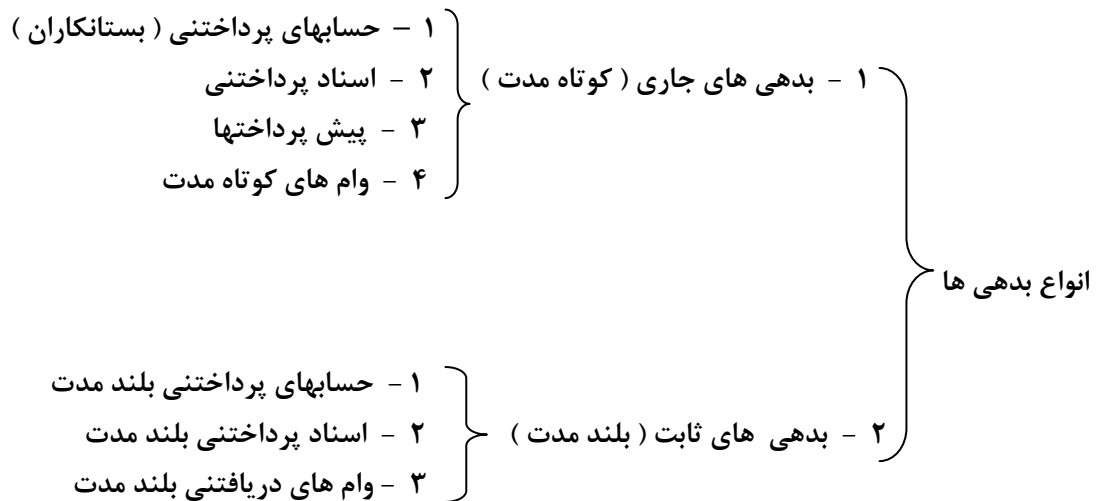 انواع بدهی ها
۱ - بدهی های جاری ( کوتاه مدت )
۱ – حسابهای پرداختنی ( بستانکاران )
۲ - اسناد پرداختنی
۳ - پیش پرداختها
۴ - وام های کوتاه مدت
۲ - بدهی های ثابت ( بلند مدت )
۱ - حسابهای پرداختنی بلند مدت
۲ - اسناد پرداختنی بلند مدت
۳ - وام های دریافتنی بلند مدت